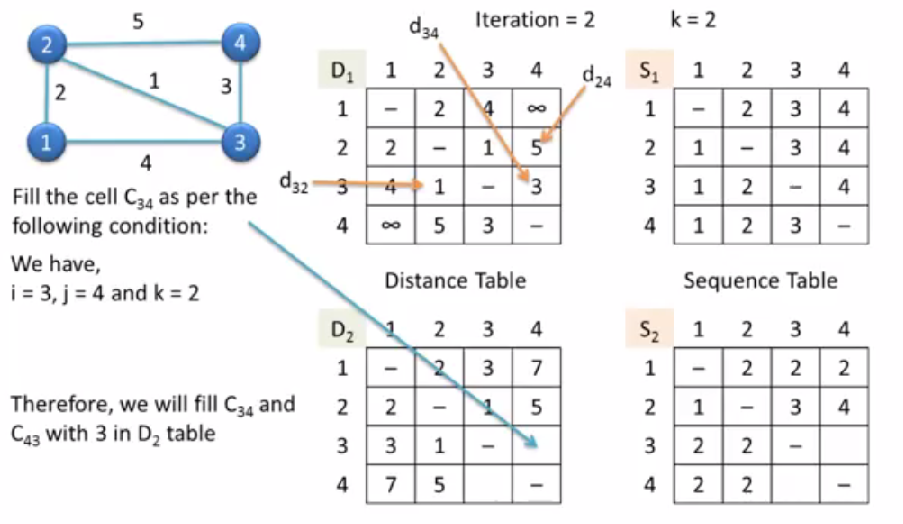 5
2
4
2
1
3
1
3
4
Fill the cell C34 as per the
following condition:
We have,
i = 3, j = 4 and k = 2
Therefore, we will fill C34 and
C43 with 3 in D2 table
Iteration = 2 k = 2
d34
d24
d32
D1 1 2 3 4
1 – 2 4 ∞
2 2 – 1 5
3 4 1 – 3
4 ∞ 5 3 –
Distance Table
S1 1 2 3 4
1 – 2 3 4
2 1 – 3 4
3 1 2 – 4
4 1 2 3 –
Sequence Table
D2 1 2 3 4
1 – 2 3 7
2 2 – 1 5
3 3 1 –
4 7 5 –
S2 1 2 3 4
1 – 2 2 2
2 1 – 3 4
3 2 2 –
4 2 2 –